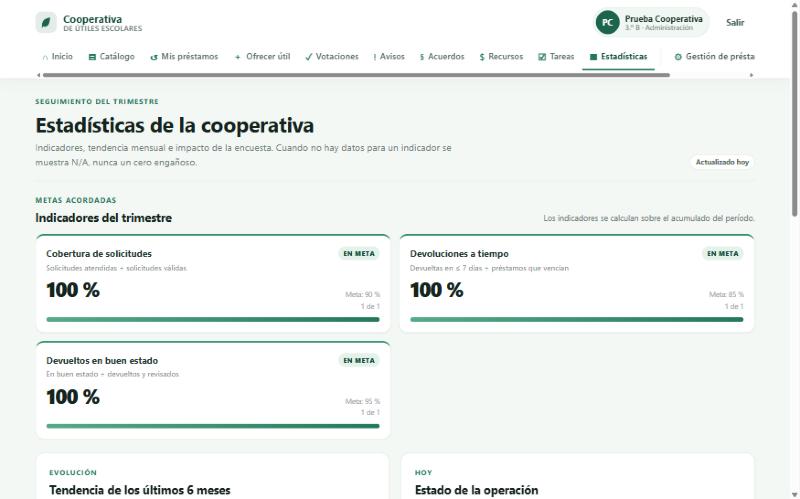 Cooperativa
DE ÚTILES ESCOLARES
PC
Prueba Cooperativa
3.º B · Administración
Salir
Inicio
Catálogo
Mis préstamos
+ Ofrecer útil
✓ Votaciones
! Avisos
§ Acuerdos
$ Recursos
Tareas
Estadísticas
Gestión de présta
SEGUIMIENTO DEL TRIMESTRE
Estadísticas de la cooperativa
Indicadores, tendencia mensual e impacto de la encuesta. Cuando no hay datos para un indicador se
muestra N/A, nunca un cero engañoso.
Actualizado hoy
METAS ACORDADAS
Indicadores del trimestre
Los indicadores se calculan sobre el acumulado del período.
Cobertura de solicitudes
EN META
Solicitudes atendidas ÷ solicitudes válidas
100 %
Meta: 90 %
1 de 1
Devoluciones a tiempo
EN META
Devueltas en ≤ 7 días ÷ préstamos que vencían
100 %
Meta: 85 %
1 de 1
Devueltos en buen estado
EN META
En buen estado ÷ devueltos y revisados
100 %
Meta: 95 %
1 de 1
EVOLUCIÓN
Tendencia de los últimos 6 meses
HOY
Estado de la operación